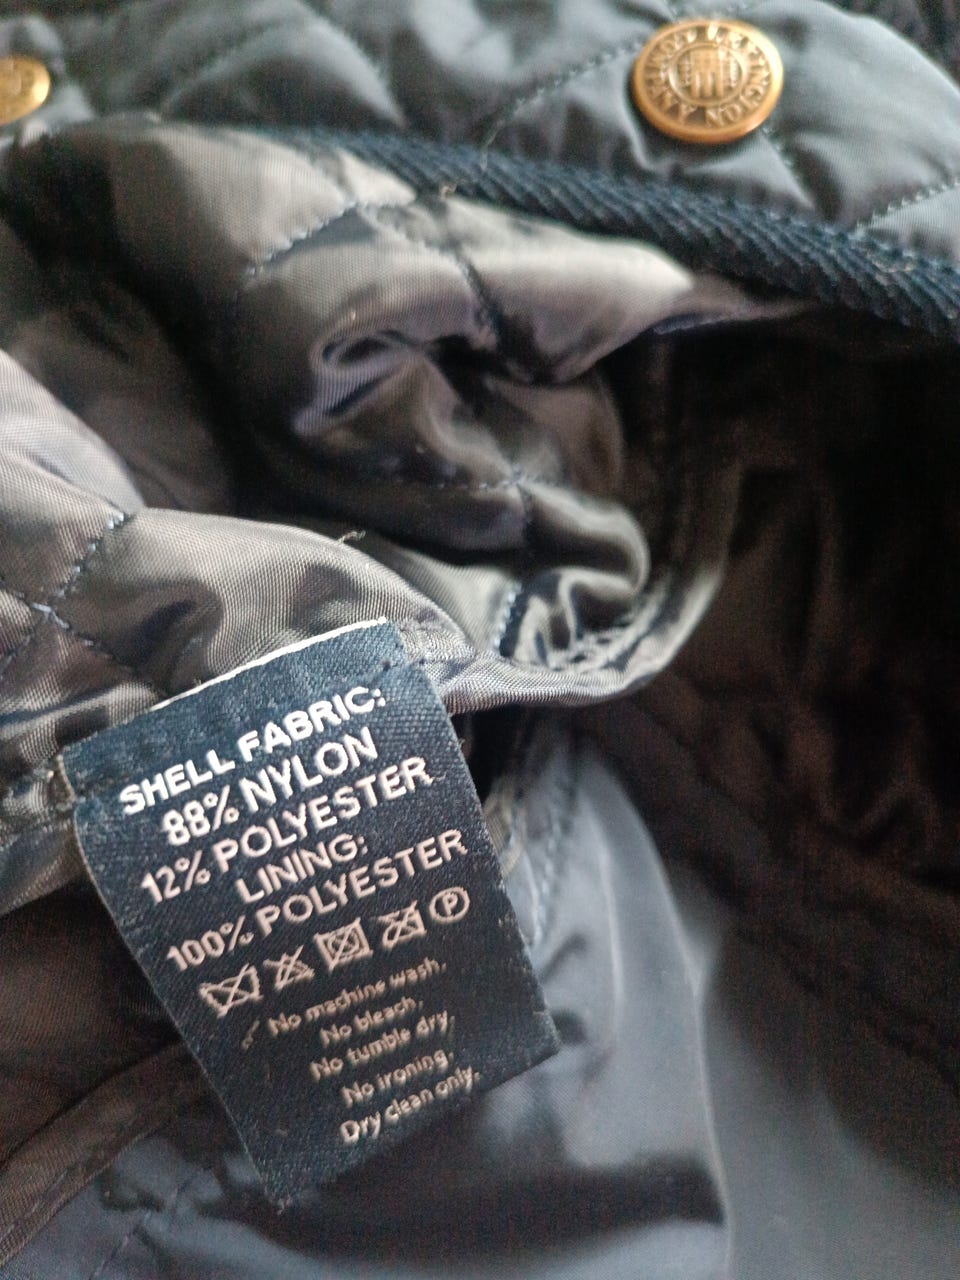 SHELL FABRIC:
88% NYLON
12% POLYESTER
LINING:
100% POLYESTER
P
No machine wash.
No bleach.
No tumble dry.
No ironing.
Dry clean only.